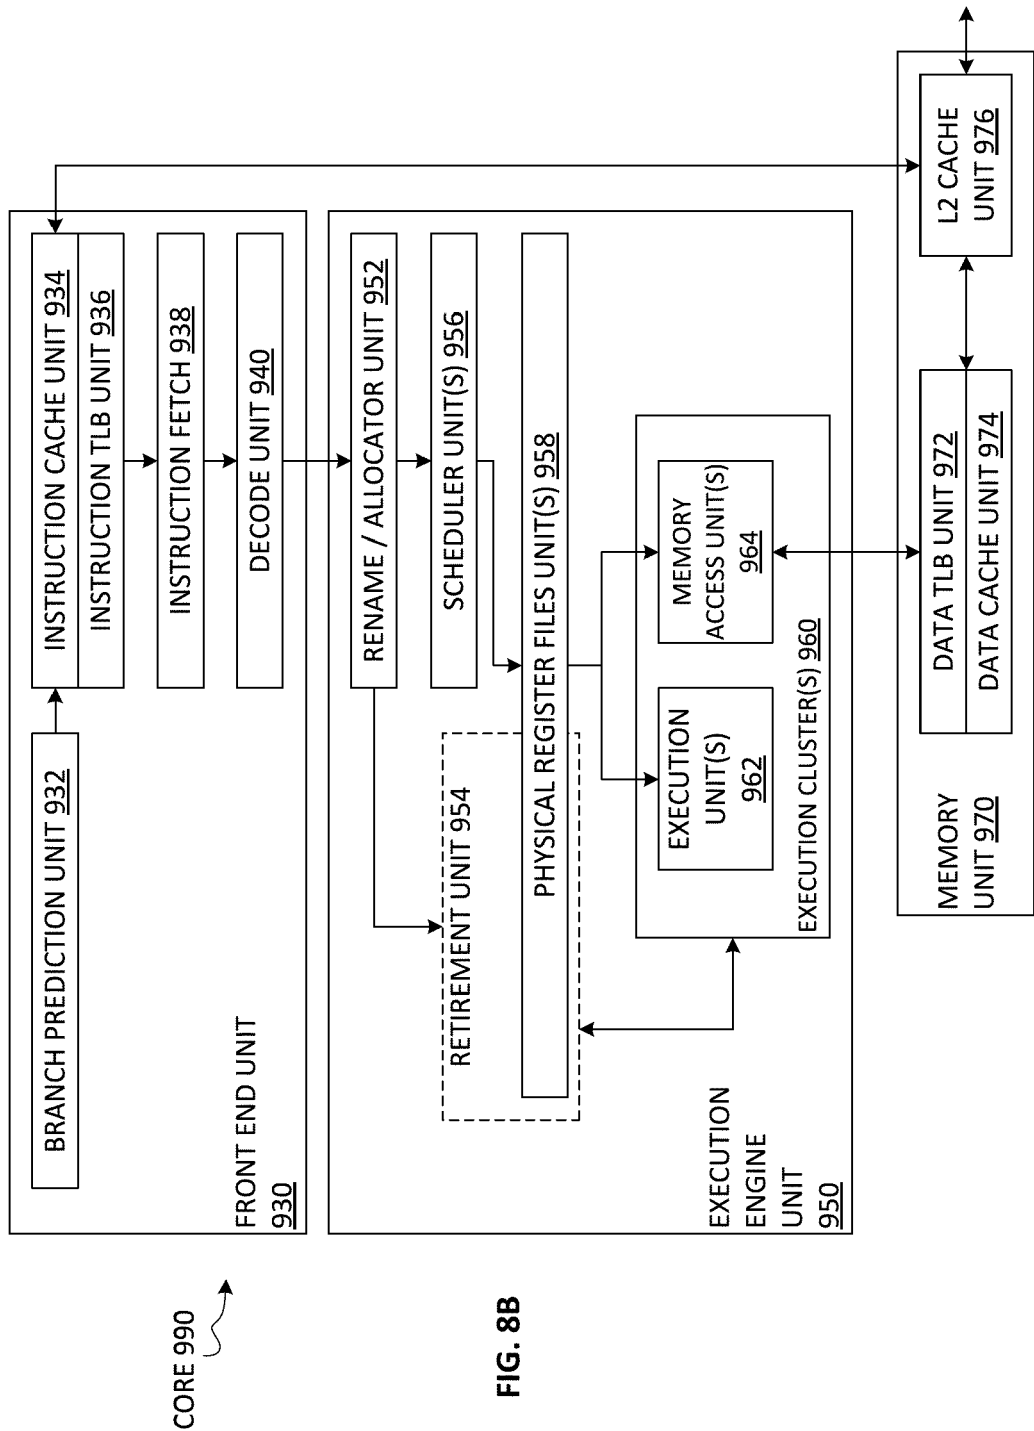 CORE 990
FRONT END UNIT
930
BRANCH PREDICTION UNIT 932
INSTRUCTION CACHE UNIT 934
INSTRUCTION TLB UNIT 936
INSTRUCTION FETCH 938
DECODE UNIT 940
EXECUTION
ENGINE
UNIT
950
RENAME / ALLOCATOR UNIT 952
RETIREMENT UNIT 954
SCHEDULER UNIT(S) 956
PHYSICAL REGISTER FILES UNIT(S) 958
EXECUTION
UNIT(S)
962
MEMORY
ACCESS UNIT(S)
964
EXECUTION CLUSTER(S) 960
MEMORY
UNIT 970
DATA TLB UNIT 972
DATA CACHE UNIT 974
L2 CACHE
UNIT 976
FIG. 8B